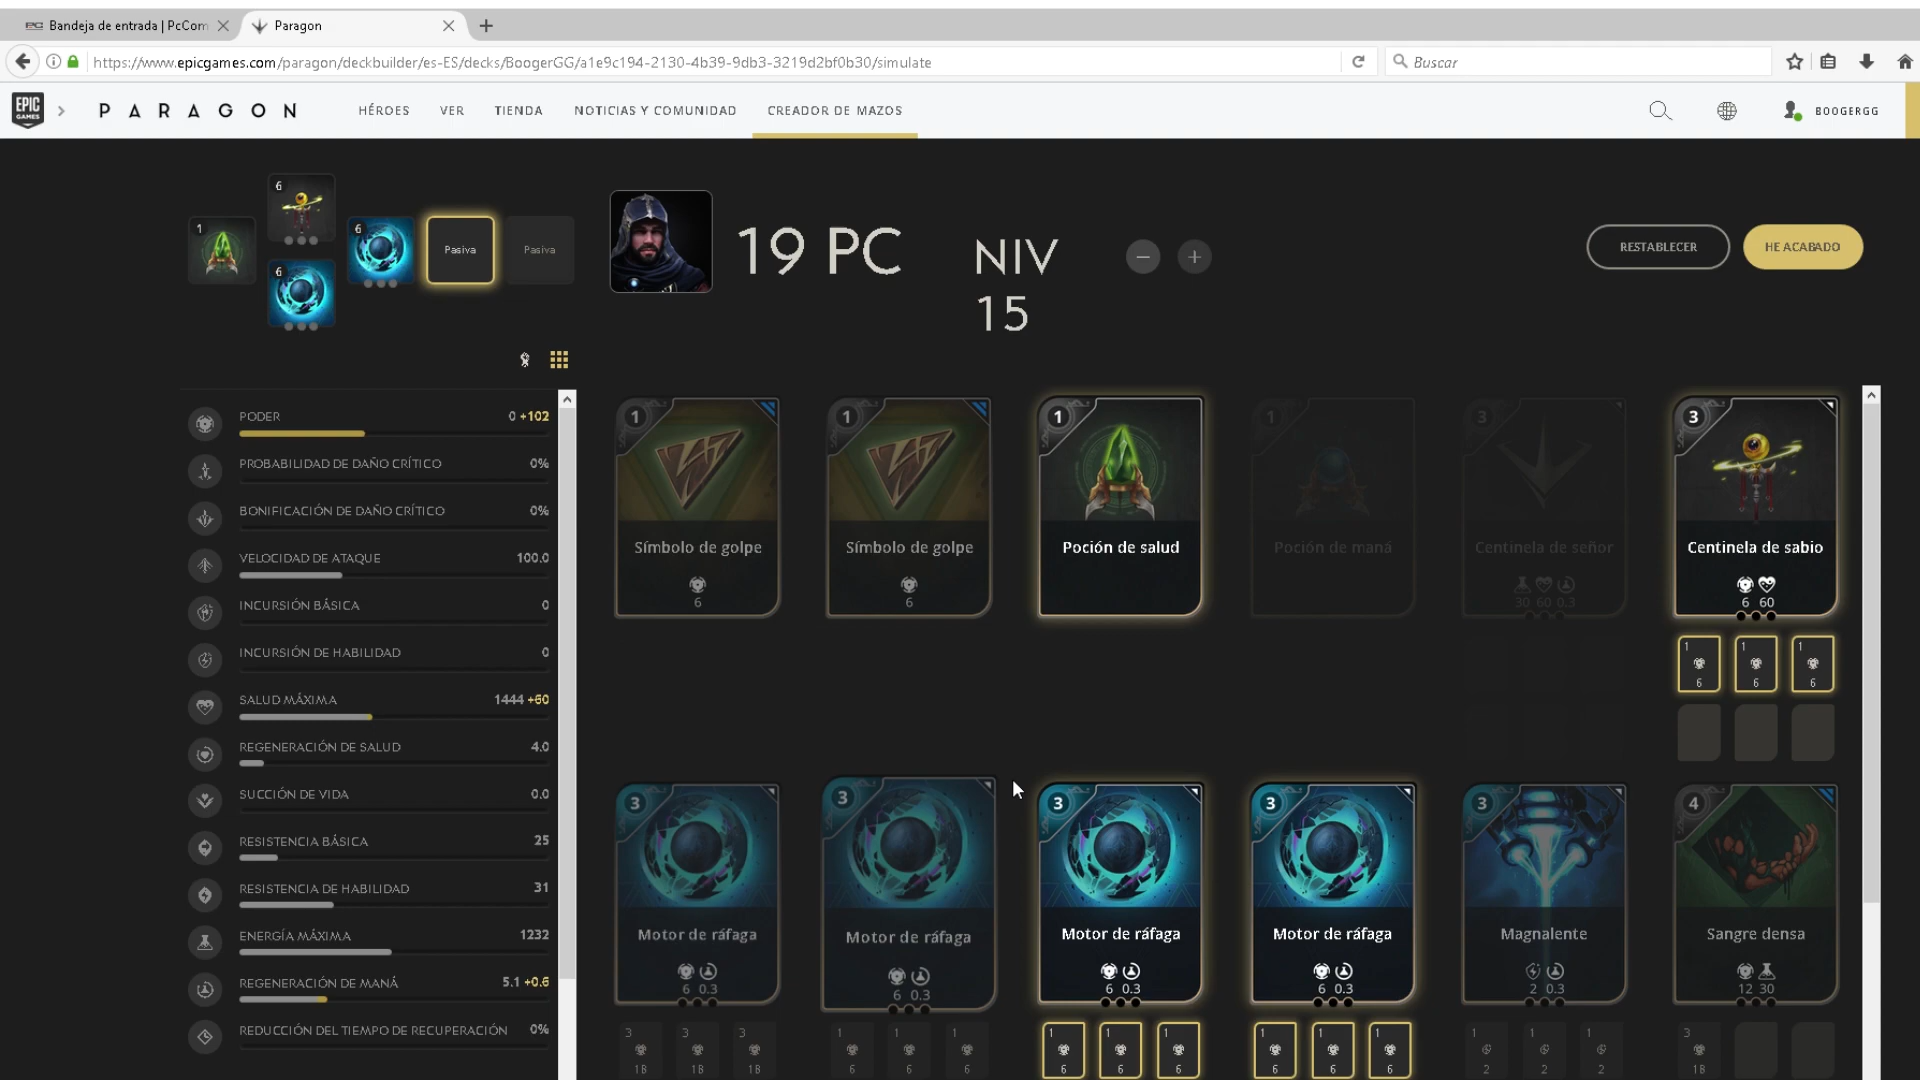 Bandeja de entrada | PcCom
Paragon
https://www.epicgames.com/paragon/deckbuilder/es-ES/decks/BoogerGG/a1e9c194-2130-4b39-9db3-3219d2bf0b30/simulate
Buscar
EPIC GAMES
PARAGON
HÉROES
VER
TIENDA
NOTICIAS Y COMUNIDAD
CREADOR DE MAZOS
BOOGERGG
1
6
6
6
Pasiva
Pasiva
19 PC
NIV
15
RESTABLECER
HE ACABADO
PODER 0 +102
PROBABILIDAD DE DAÑO CRÍTICO 0%
BONIFICACIÓN DE DAÑO CRÍTICO 0%
VELOCIDAD DE ATAQUE 100.0
INCURSIÓN BÁSICA 0
INCURSIÓN DE HABILIDAD 0
SALUD MÁXIMA 1444 +60
REGENERACIÓN DE SALUD 4.0
SUCCIÓN DE VIDA 0.0
RESISTENCIA BÁSICA 25
RESISTENCIA DE HABILIDAD 31
ENERGÍA MÁXIMA 1232
REGENERACIÓN DE MANÁ 5.1 +0.6
REDUCCIÓN DEL TIEMPO DE RECUPERACIÓN 0%
1 1 1 1 3 3
Símbolo de golpe
6
Símbolo de golpe
6
Poción de salud
Poción de maná
Centinela de señor
30 60 0.3
Centinela de sabio
6 60
1 1 1
6 6 6
3 3 3 3 3 4
Motor de ráfaga
6 0.3
Motor de ráfaga
6 0.3
Motor de ráfaga
6 0.3
Motor de ráfaga
6 0.3
Magnalente
2 0.3
Sangre densa
12 30
3 3 3 1 1 1 1 1 1 1 1 1 1 1 1 3
18 18 18 6 6 6 6 6 6 6 6 6 2 2 2 18